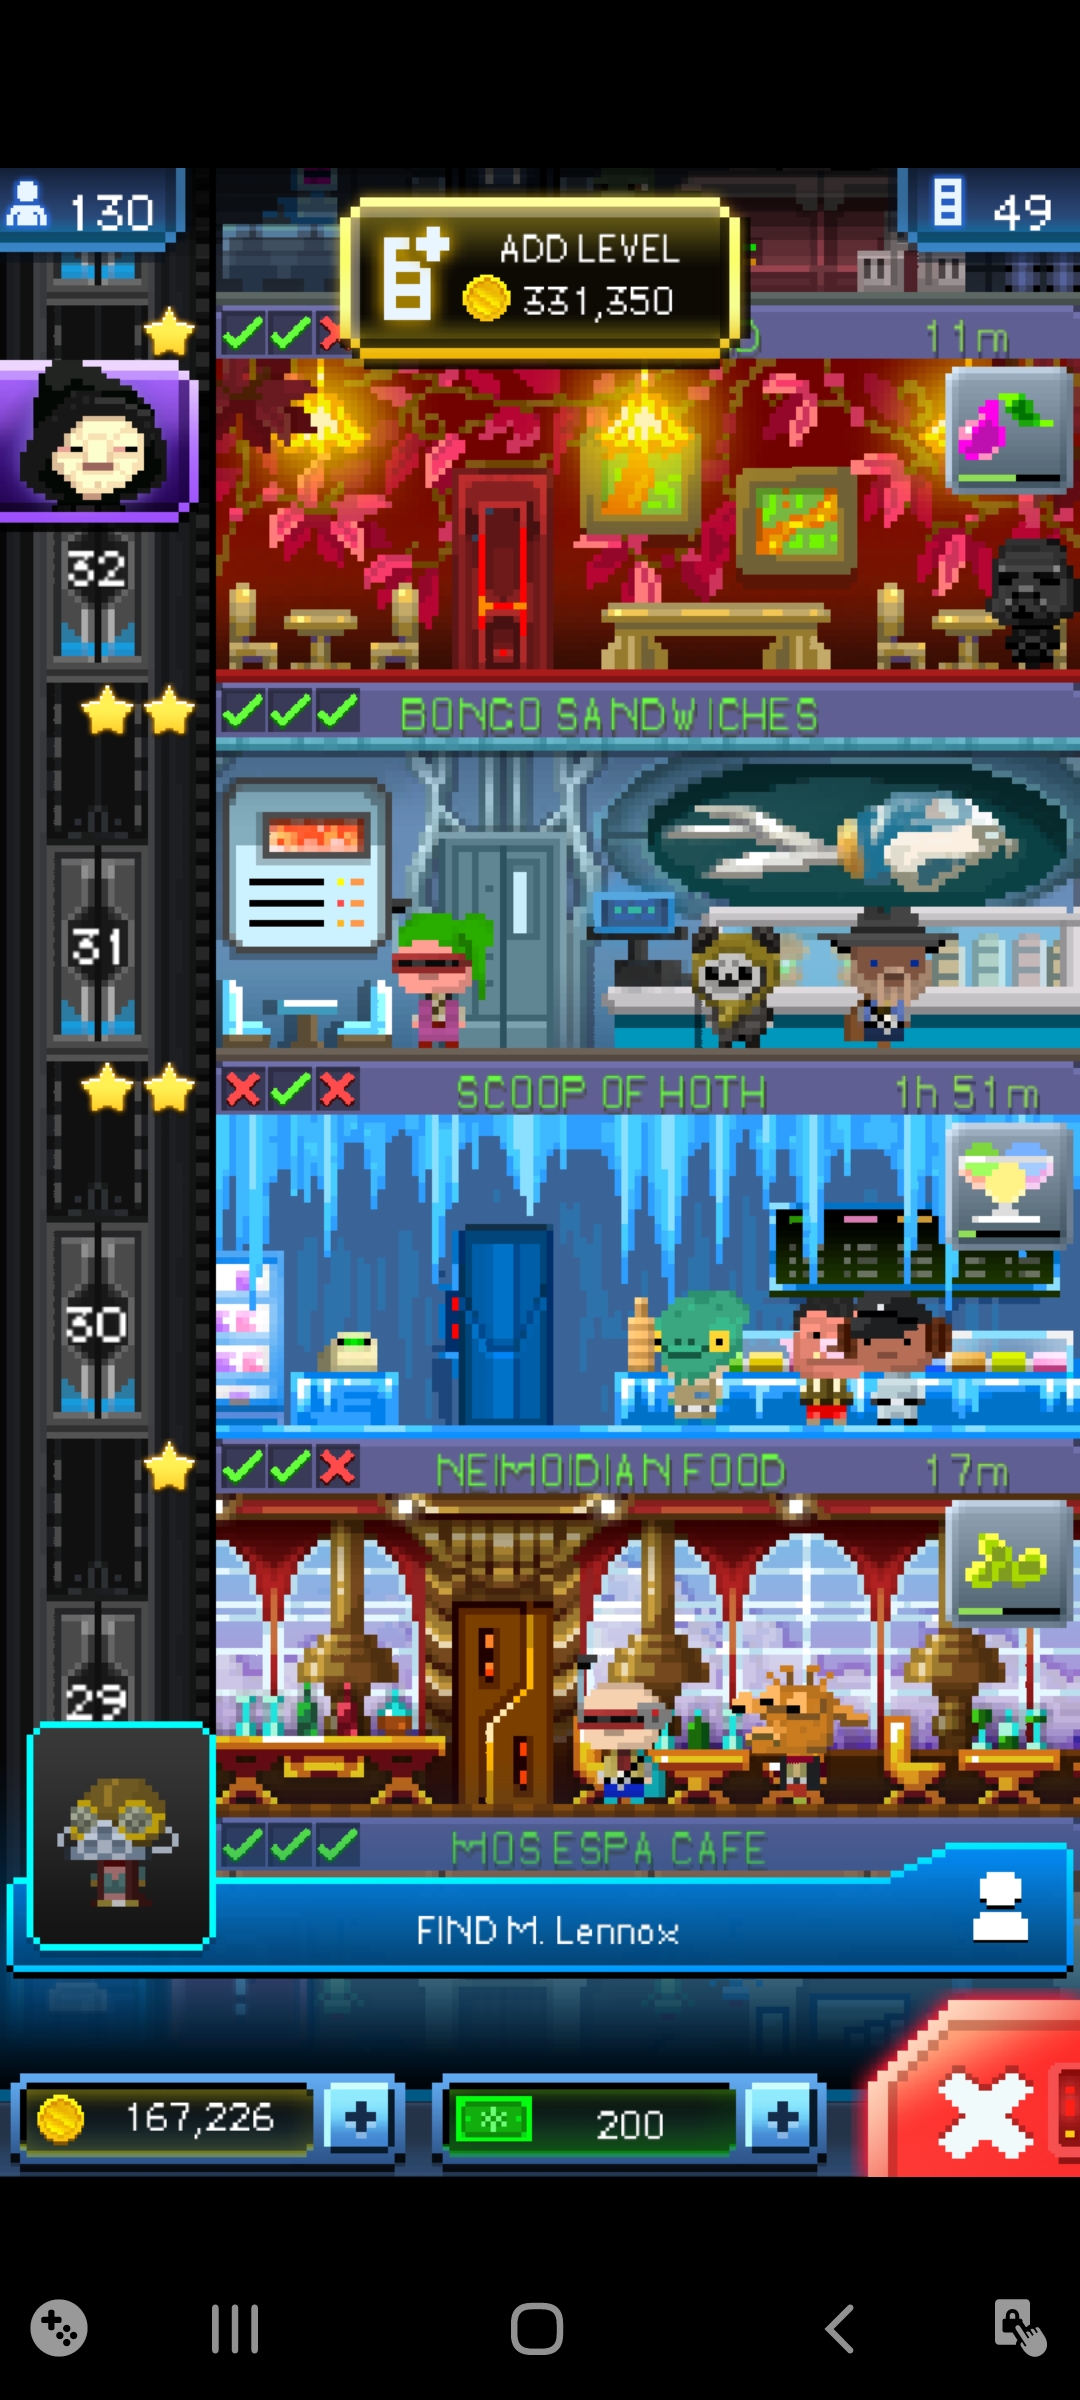 130
ADD LEVEL
331,350
49
11m
32
BONGO SANDWICHES
31
SCOOP OF HOTH
1h 51m
30
NEIMOIDIAN FOOD
17m
29
MOS ESPA CAFE
FIND M. Lennox
167,226
200